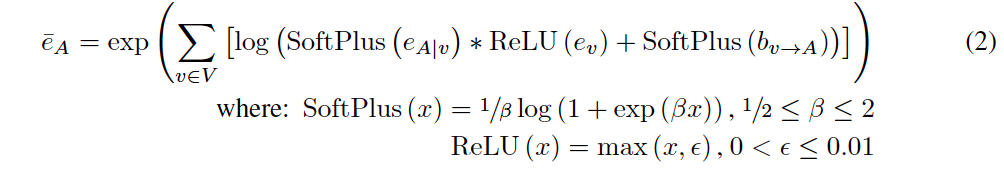 ē_A = exp ( ∑_{v∈V} [log (SoftPlus (e_{A|v}) * ReLU (e_v) + SoftPlus (b_{v→A}))] ) (2)
where: SoftPlus (x) = 1/β log (1 + exp (βx)) , 1/2 ≤ β ≤ 2
ReLU (x) = max (x, ϵ) , 0 < ϵ ≤ 0.01